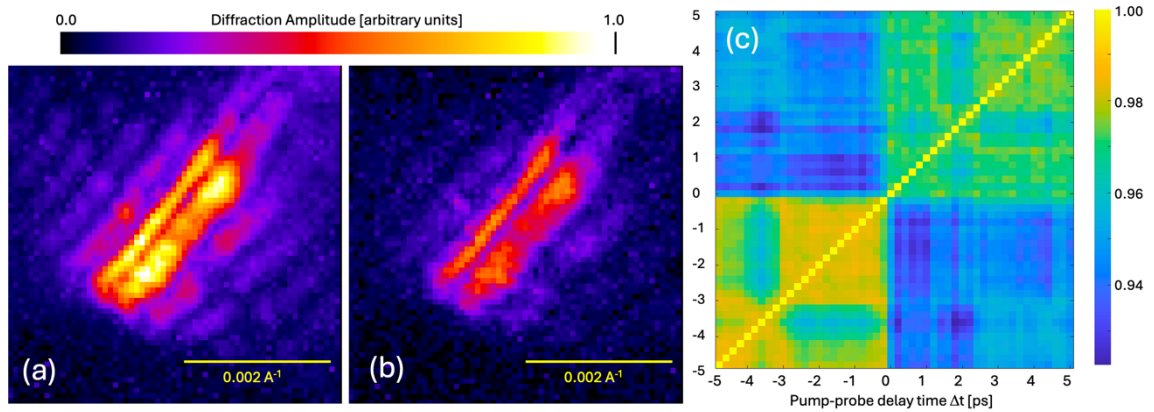 0.0 Diffraction Amplitude [arbitrary units] 1.0
(a)
0.002 A⁻¹
(b)
0.002 A⁻¹
(c)
5
4
3
2
1
0
-1
-2
-3
-4
-5
-5 -4 -3 -2 -1 0 1 2 3 4 5
Pump-probe delay time Δt [ps]
1.00
0.98
0.96
0.94